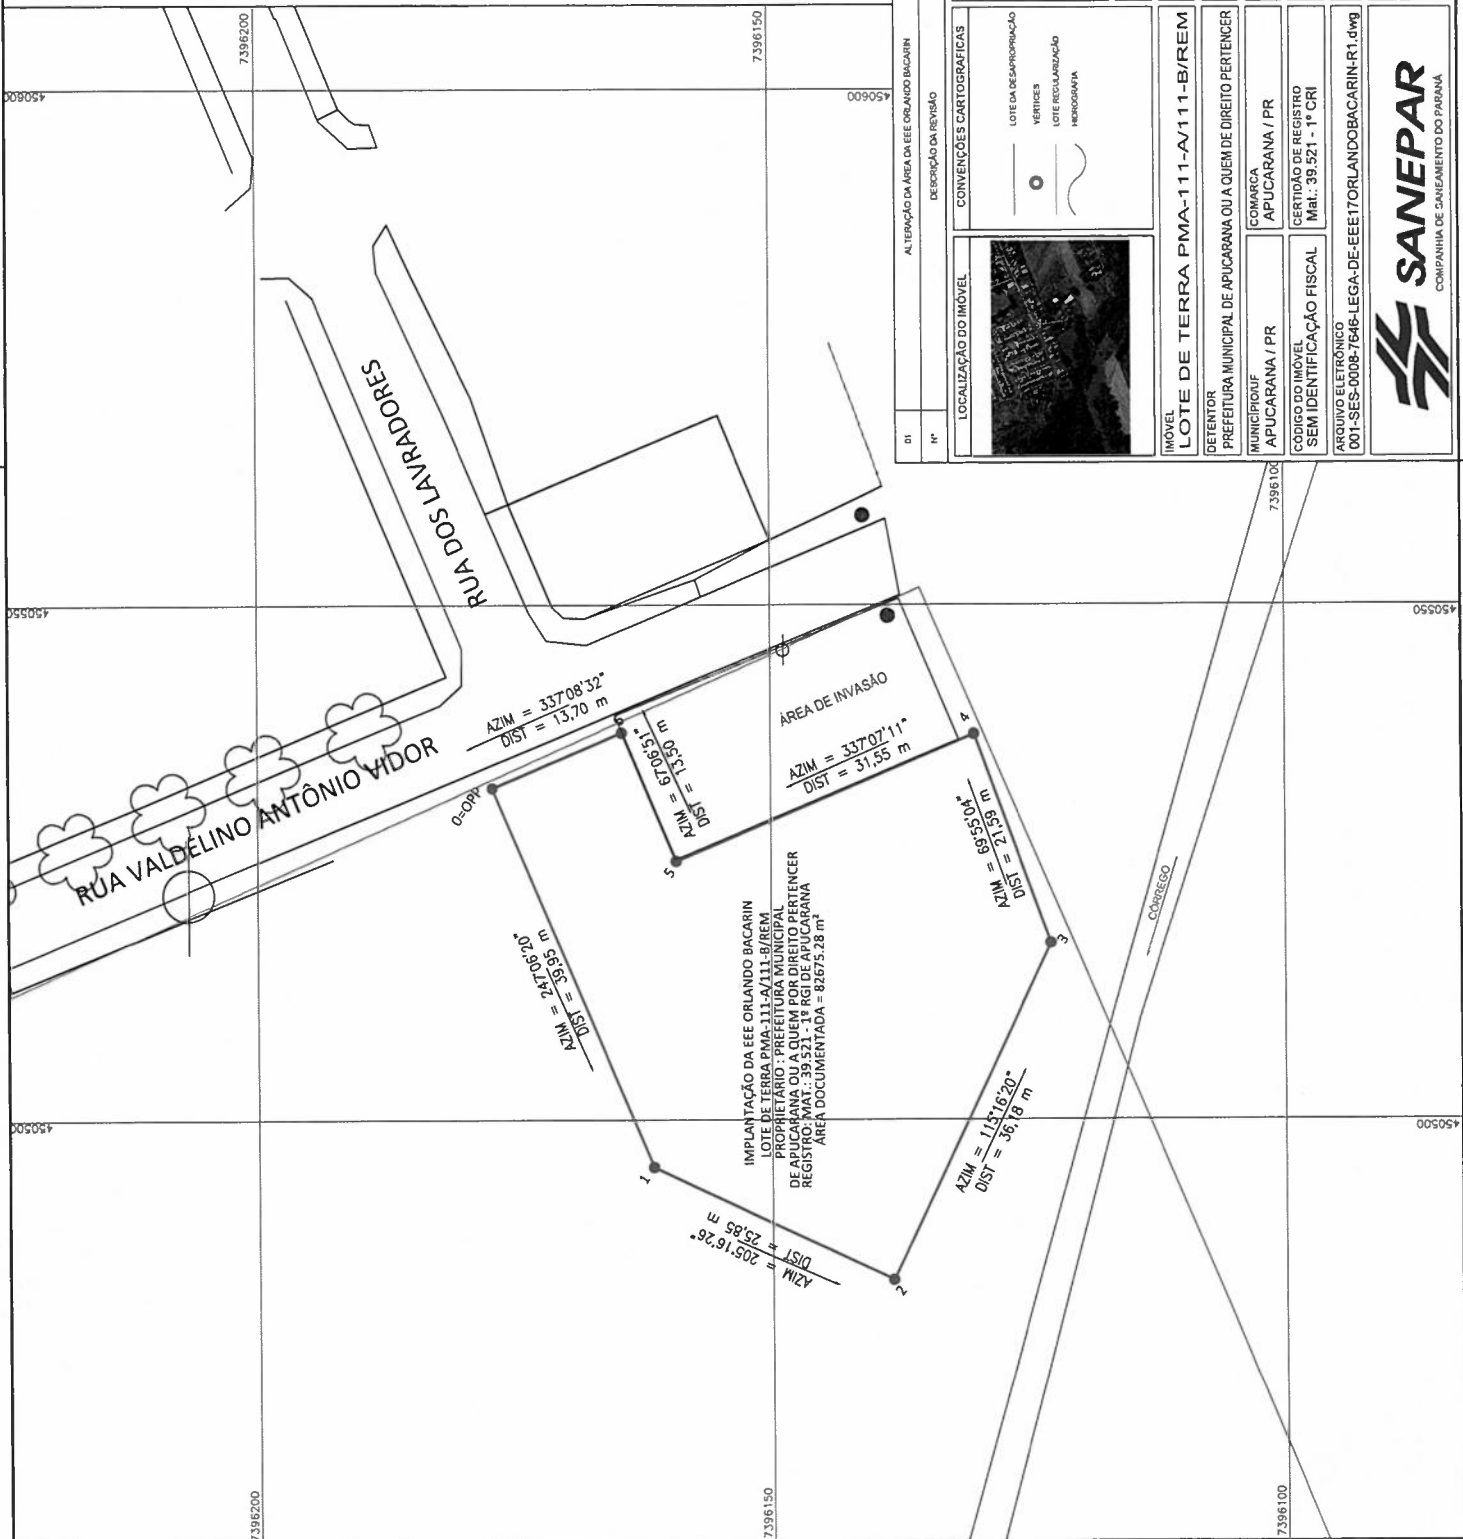 7396200
7396150
450600
450600
RUA DOS LAVRADORES
450550
450550
RUA VALDELINO ANTÔNIO VIDOR
AZIM = 337°08'32"
DIST = 13,70 m
0=OPP
6
AZIM = 67°06'51"
DIST = 13,50 m
ÁREA DE INVASÃO
AZIM = 337°07'11"
DIST = 31,55 m
4
5
AZIM = 69°55'04"
DIST = 21,59 m
3
AZIM = 247°06'20"
DIST = 39,95 m
IMPLANTAÇÃO DA EEE ORLANDO BACARIN
LOTE DE TERRA PMA-111-A/111-B/REM
PROPRIETÁRIO : PREFEITURA MUNICIPAL
DE APUCARANA OU A QUEM POR DIREITO PERTENCER
REGISTRO: MAT.: 39.521 - 1º RGI DE APUCARANA
ÁREA DOCUMENTADA = 82675.28 m²
CÓRREGO
450500
450500
1
AZIM = 205°16'26"
DIST = 25,85 m
2
AZIM = 115°16'20"
DIST = 36,18 m
7396200
7396150
7396100
7396100
01
ALTERAÇÃO DA ÁREA DA EEE ORLANDO BACARIN
Nº
DESCRIÇÃO DA REVISÃO
LOCALIZAÇÃO DO IMÓVEL
CONVENÇÕES CARTOGRAFICAS
LOTE DA DESAPROPRIAÇÃO
VÉRTICES
LOTE REGULARIZAÇÃO
HIDROGRAFIA
IMÓVEL
LOTE DE TERRA PMA-111-A/111-B/REM
DETENTOR
PREFEITURA MUNICIPAL DE APUCARANA OU A QUEM DE DIREITO PERTENCER
MUNICÍPIO/UF
APUCARANA / PR
COMARCA
APUCARANA / PR
CÓDIGO DO IMÓVEL
SEM IDENTIFICAÇÃO FISCAL
CERTIDÃO DE REGISTRO
Mat.: 39.521 - 1º CRI
ARQUIVO ELETRÔNICO
001-SES-0008-7646-LEGA-DE-EEE17ORLANDOBACARIN-R1.dwg
SANEPAR
COMPANHIA DE SANEAMENTO DO PARANÁ